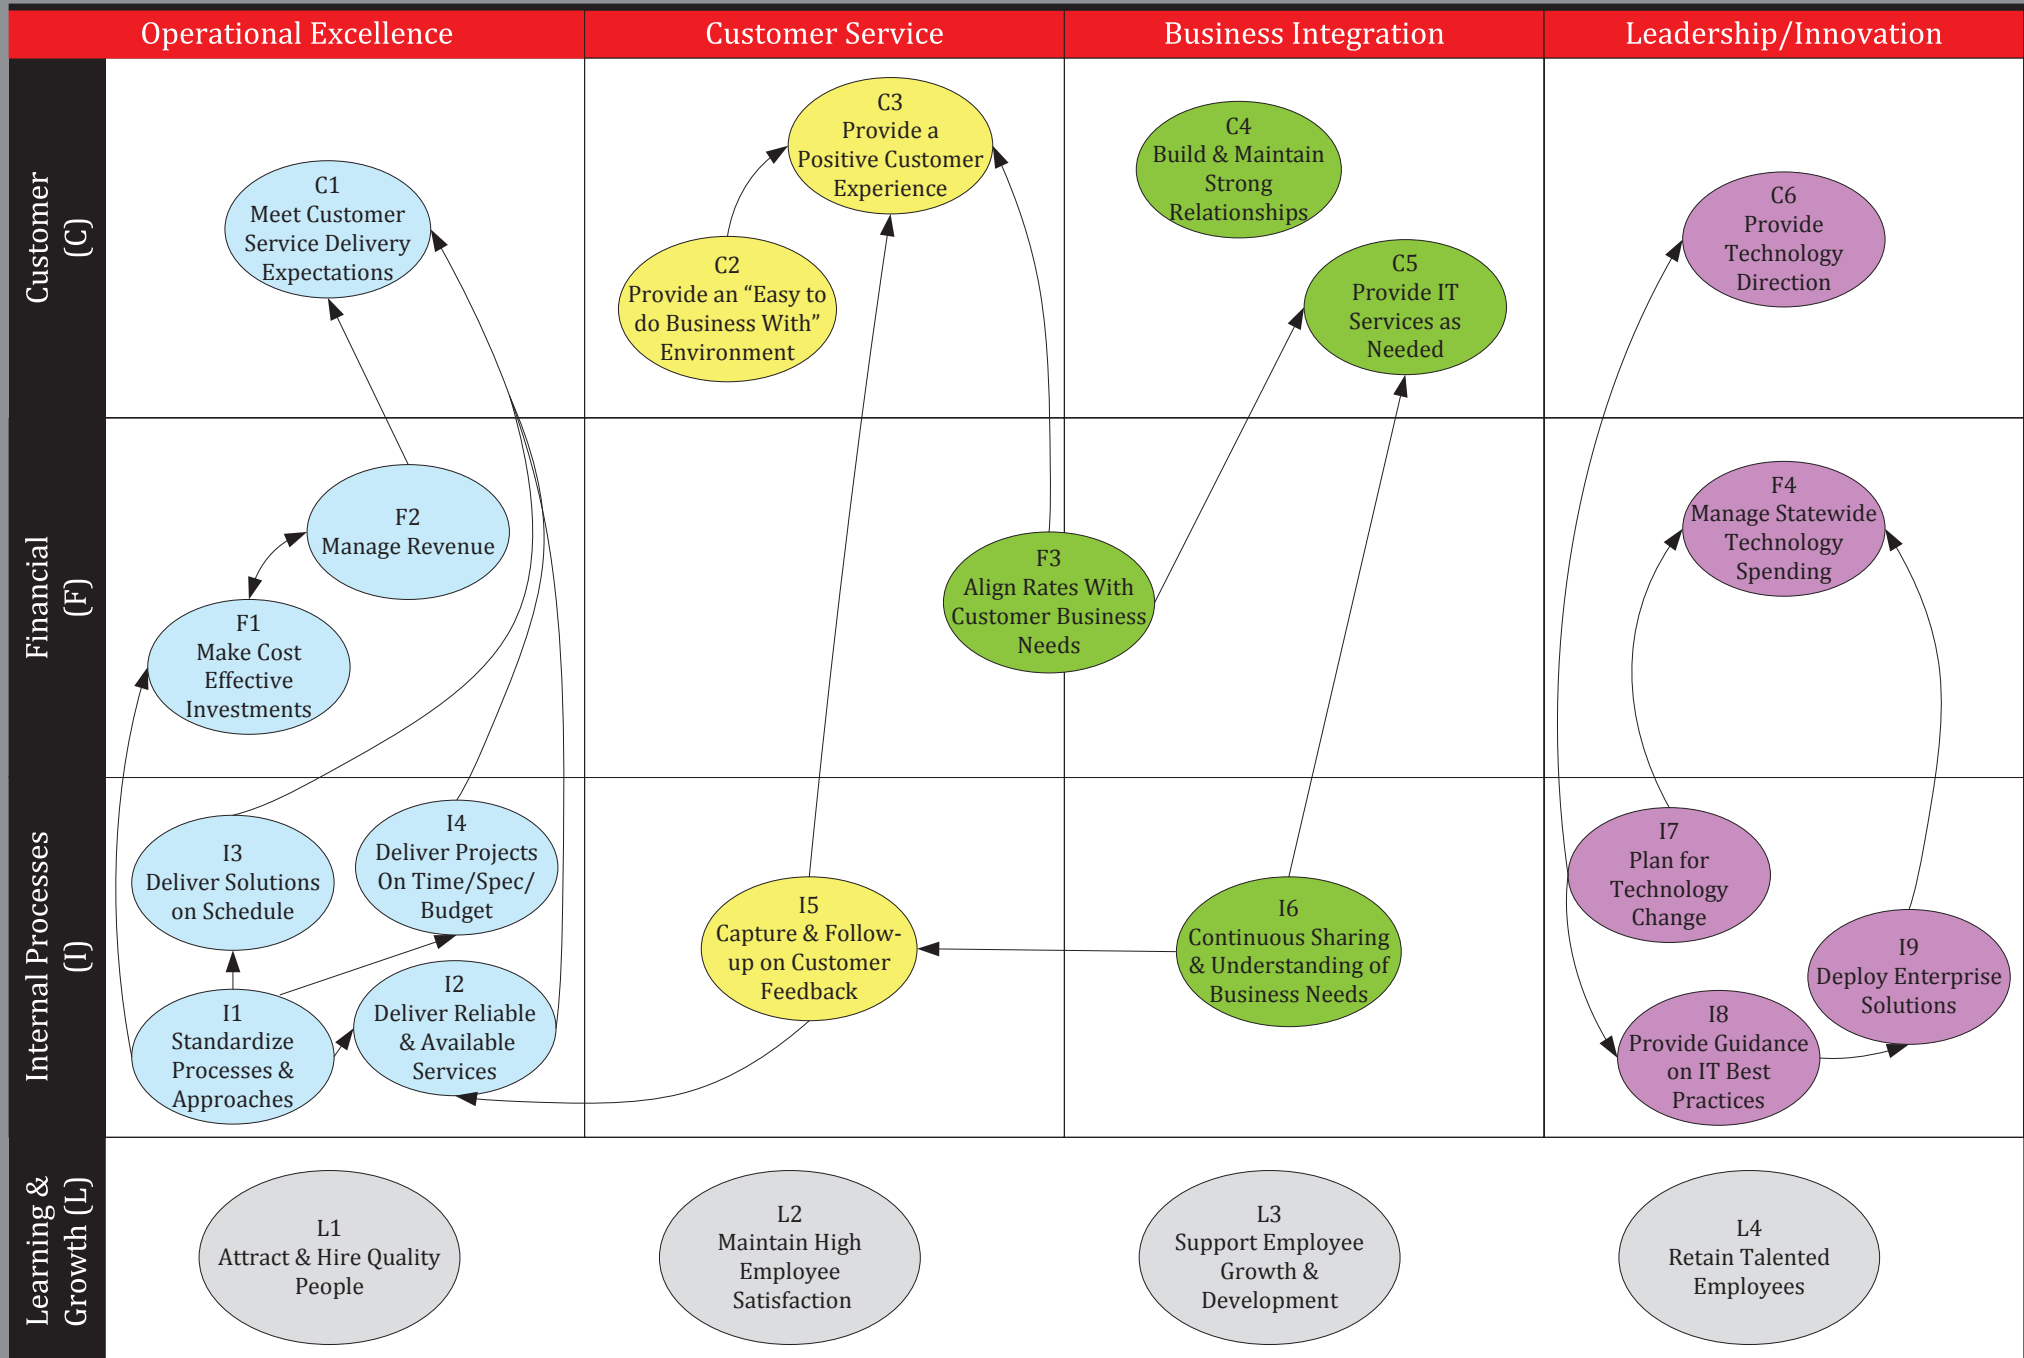 Operational Excellence
Customer Service
Business Integration
Leadership/Innovation
Customer
(C)
C1
Meet Customer
Service Delivery
Expectations
C2
Provide an “Easy to
do Business With”
Environment
C3
Provide a
Positive Customer
Experience
C4
Build & Maintain
Strong
Relationships
C5
Provide IT
Services as
Needed
C6
Provide
Technology
Direction
Financial
(F)
F1
Make Cost
Effective
Investments
F2
Manage Revenue
F3
Align Rates With
Customer Business
Needs
F4
Manage Statewide
Technology
Spending
Internal Processes
(I)
I3
Deliver Solutions
on Schedule
I4
Deliver Projects
On Time/Spec/
Budget
I1
Standardize
Processes &
Approaches
I2
Deliver Reliable
& Available
Services
I5
Capture & Follow-
up on Customer
Feedback
I6
Continuous Sharing
& Understanding of
Business Needs
I7
Plan for
Technology
Change
I8
Provide Guidance
on IT Best
Practices
I9
Deploy Enterprise
Solutions
Learning &
Growth (L)
L1
Attract & Hire Quality
People
L2
Maintain High
Employee
Satisfaction
L3
Support Employee
Growth &
Development
L4
Retain Talented
Employees